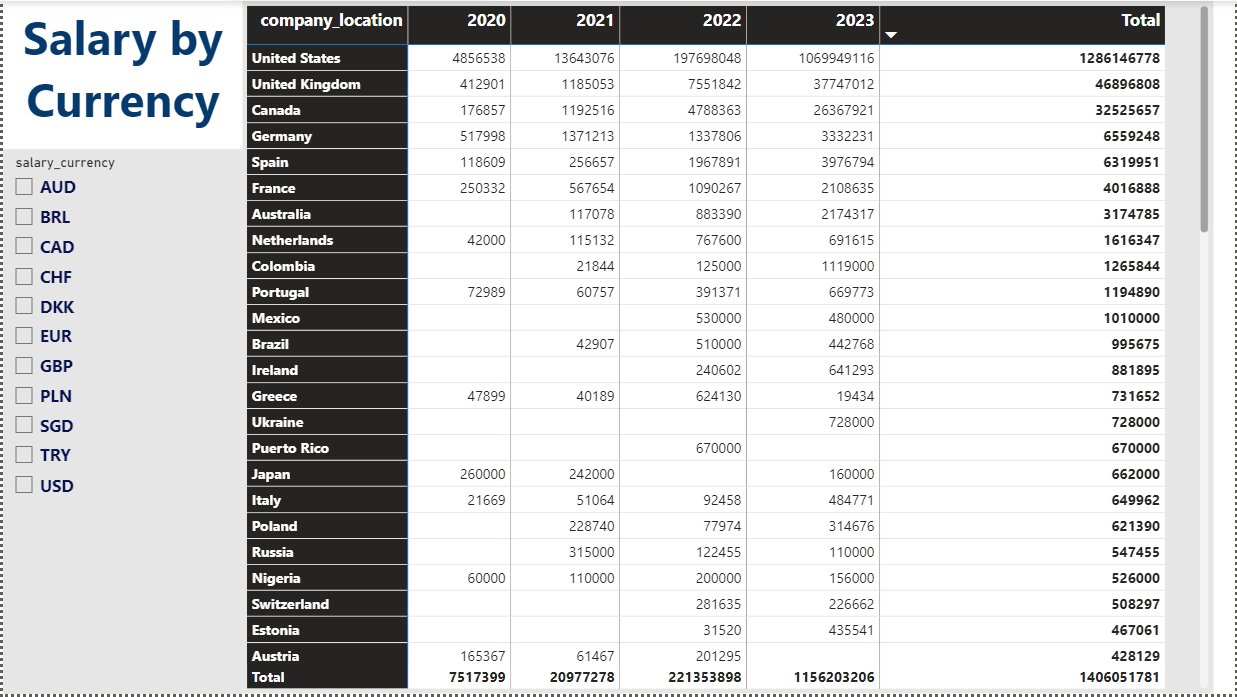 Salary by
Currency
salary_currency
AUD
BRL
CAD
CHF
DKK
EUR
GBP
PLN
SGD
TRY
USD
company_location 2020 2021 2022 2023 Total
United States 4856538 13643076 197698048 1069949116 1286146778
United Kingdom 412901 1185053 7551842 37747012 46896808
Canada 176857 1192516 4788363 26367921 32525657
Germany 517998 1371213 1337806 3332231 6559248
Spain 118609 256657 1967891 3976794 6319951
France 250332 567654 1090267 2108635 4016888
Australia 117078 883390 2174317 3174785
Netherlands 42000 115132 767600 691615 1616347
Colombia 21844 125000 1119000 1265844
Portugal 72989 60757 391371 669773 1194890
Mexico 530000 480000 1010000
Brazil 42907 510000 442768 995675
Ireland 240602 641293 881895
Greece 47899 40189 624130 19434 731652
Ukraine 728000 728000
Puerto Rico 670000 670000
Japan 260000 242000 160000 662000
Italy 21669 51064 92458 484771 649962
Poland 228740 77974 314676 621390
Russia 315000 122455 110000 547455
Nigeria 60000 110000 200000 156000 526000
Switzerland 281635 226662 508297
Estonia 31520 435541 467061
Austria 165367 61467 201295 428129
Total 7517399 20977278 221353898 1156203206 1406051781